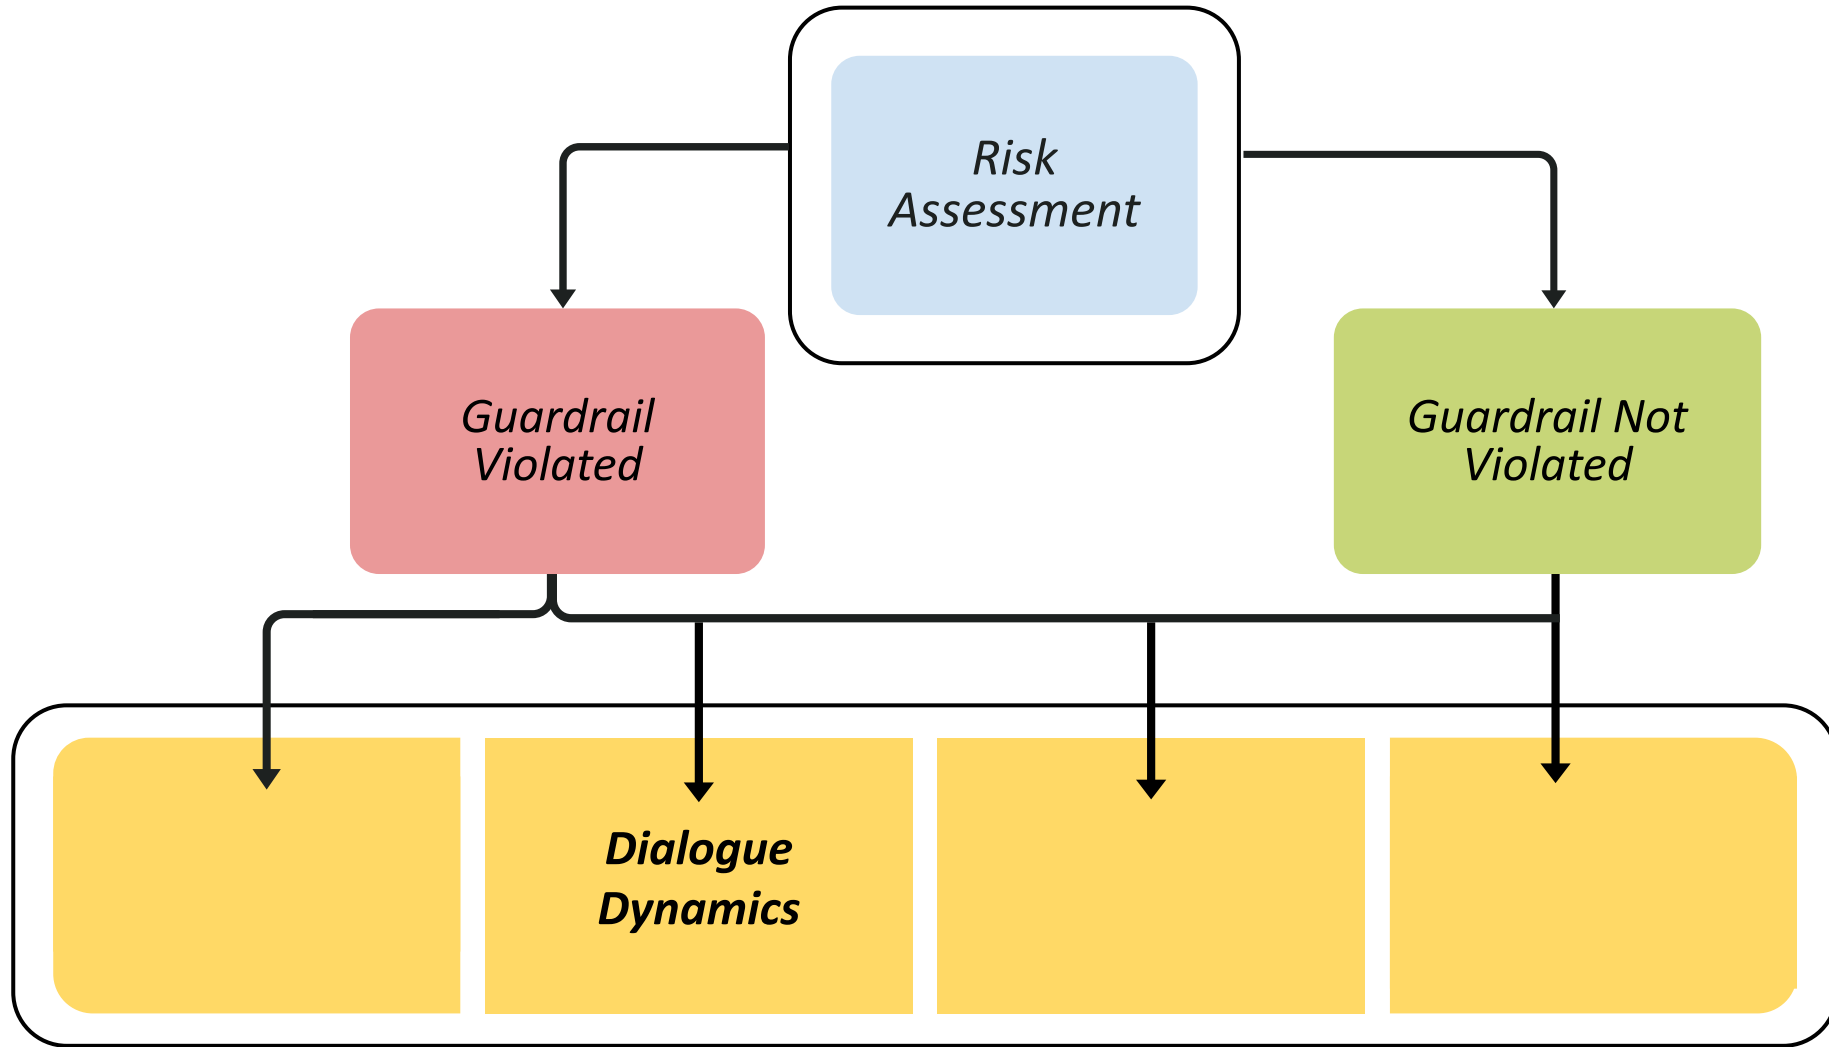 Risk
Assessment
Guardrail
Violated
Guardrail Not
Violated
Dialogue
Dynamics